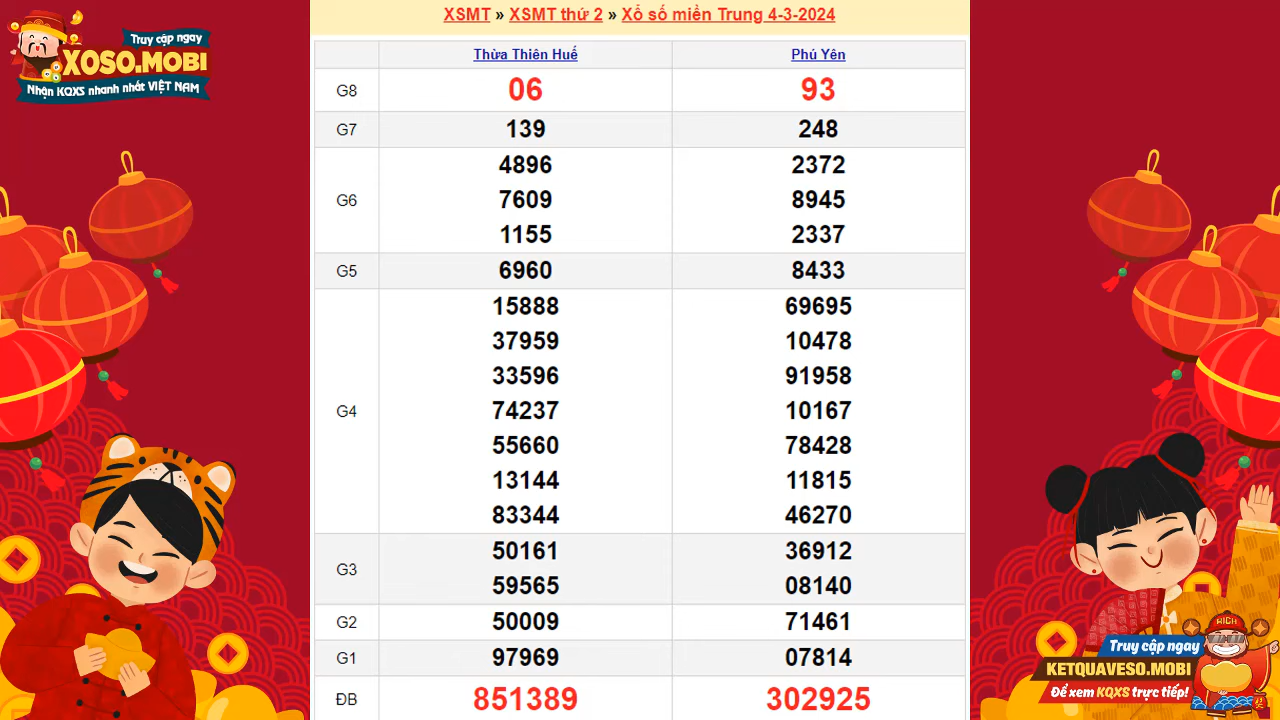 XSMT » XSMT thứ 2 » Xổ số miền Trung 4-3-2024
Truy cập ngay
XOSO.MOBI
Nhận KQXS nhanh nhất VIỆT NAM
Thừa Thiên Huế Phú Yên
G8 06 93
G7 139 248
4896 2372
G6 7609 8945
1155 2337
G5 6960 8433
15888 69695
37959 10478
33596 91958
G4 74237 10167
55660 78428
13144 11815
83344 46270
G3 50161 36912
59565 08140
G2 50009 71461
G1 97969 07814
ĐB 851389 302925
RICH
Truy cập ngay
KETQUAVESO.MOBI
Để xem KQXS trực tiếp!